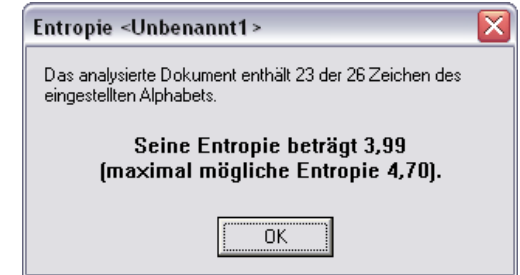 Entropie <Unbenannt1>
Das analysierte Dokument enthält 23 der 26 Zeichen des
eingestellten Alphabets.
Seine Entropie beträgt 3,99
(maximal mögliche Entropie 4,70).
OK